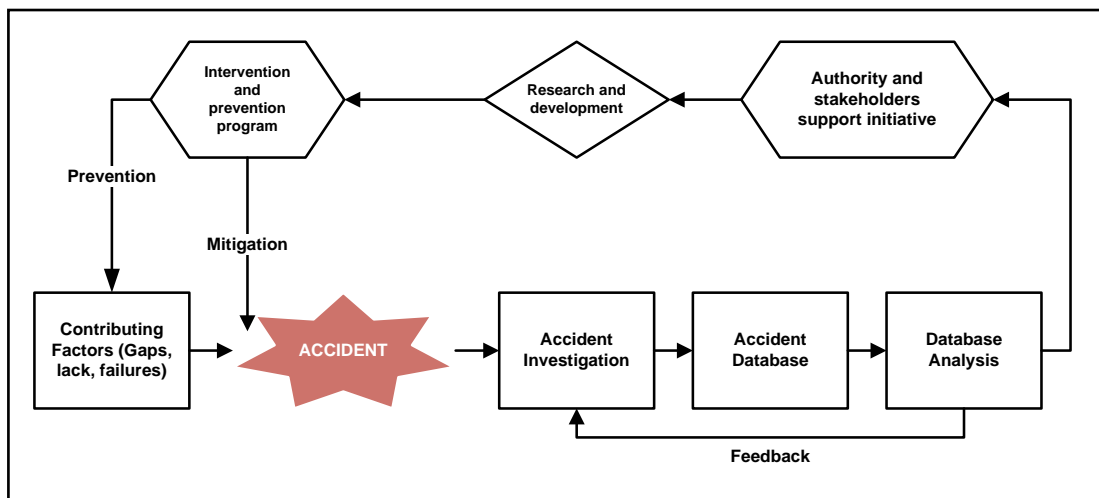 Intervention
and
prevention
program
Research and
development
Authority and
stakeholders
support initiative
Prevention
Mitigation
Contributing
Factors (Gaps,
lack, failures)
ACCIDENT
Accident
Investigation
Accident
Database
Database
Analysis
Feedback